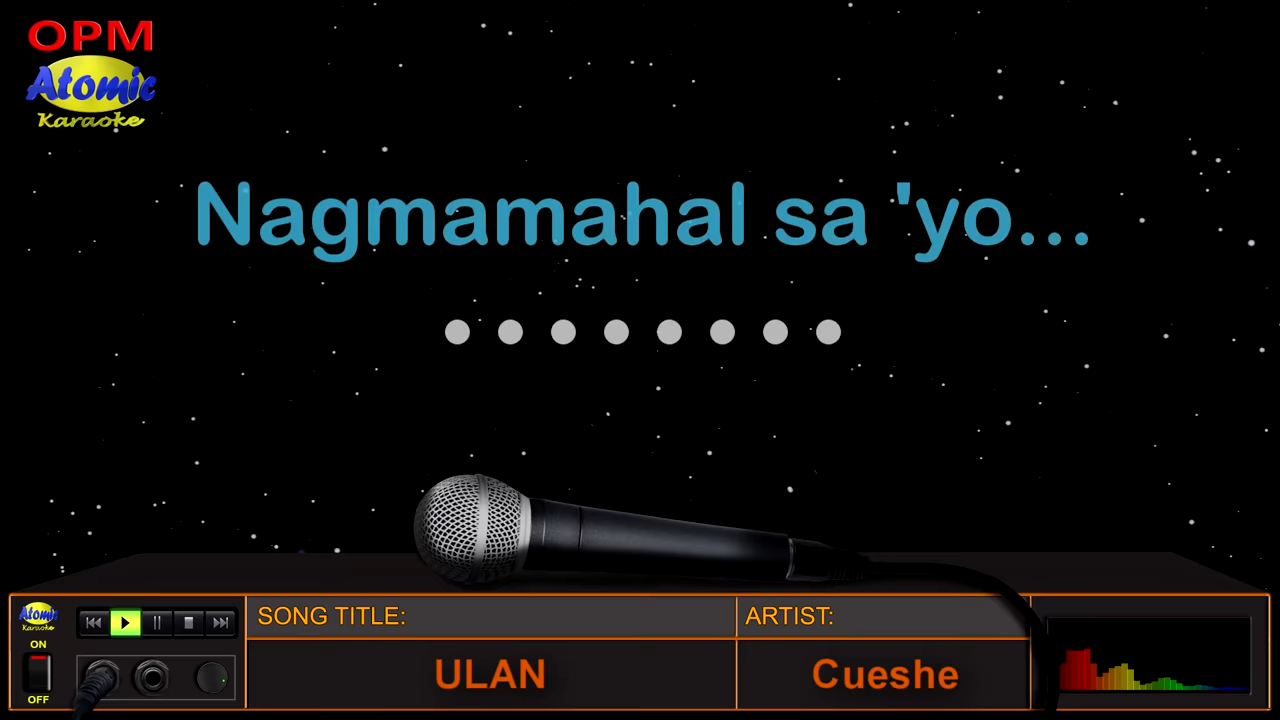 OPM
Atomic
Karaoke
Nagmamahal sa 'yo...
Atomic
Karaoke
ON
OFF
SONG TITLE:
ARTIST:
ULAN
Cueshe